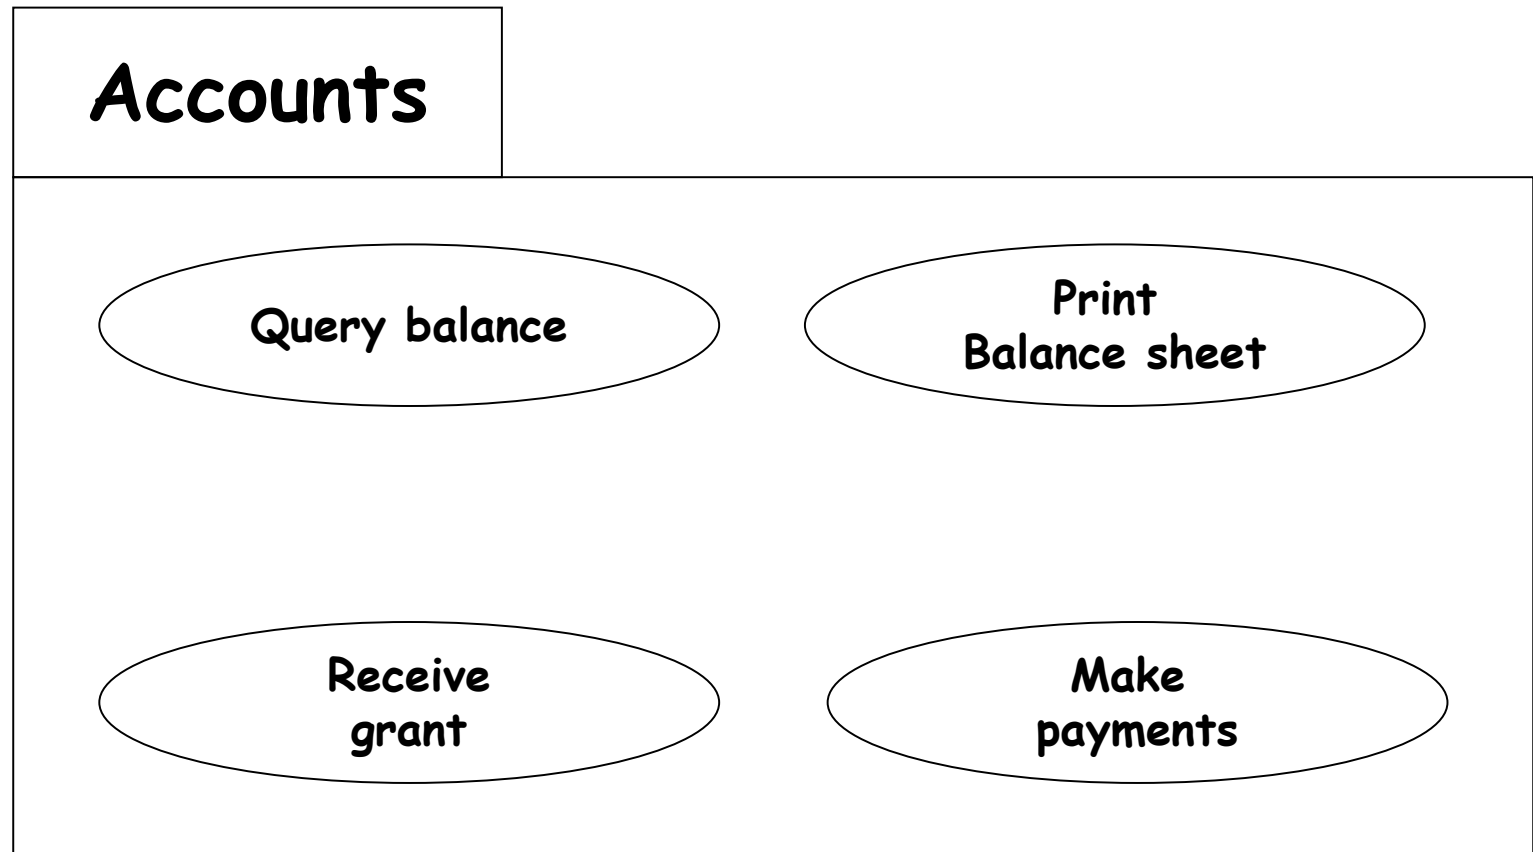 Accounts
Query balance
Print
Balance sheet
Receive
grant
Make
payments